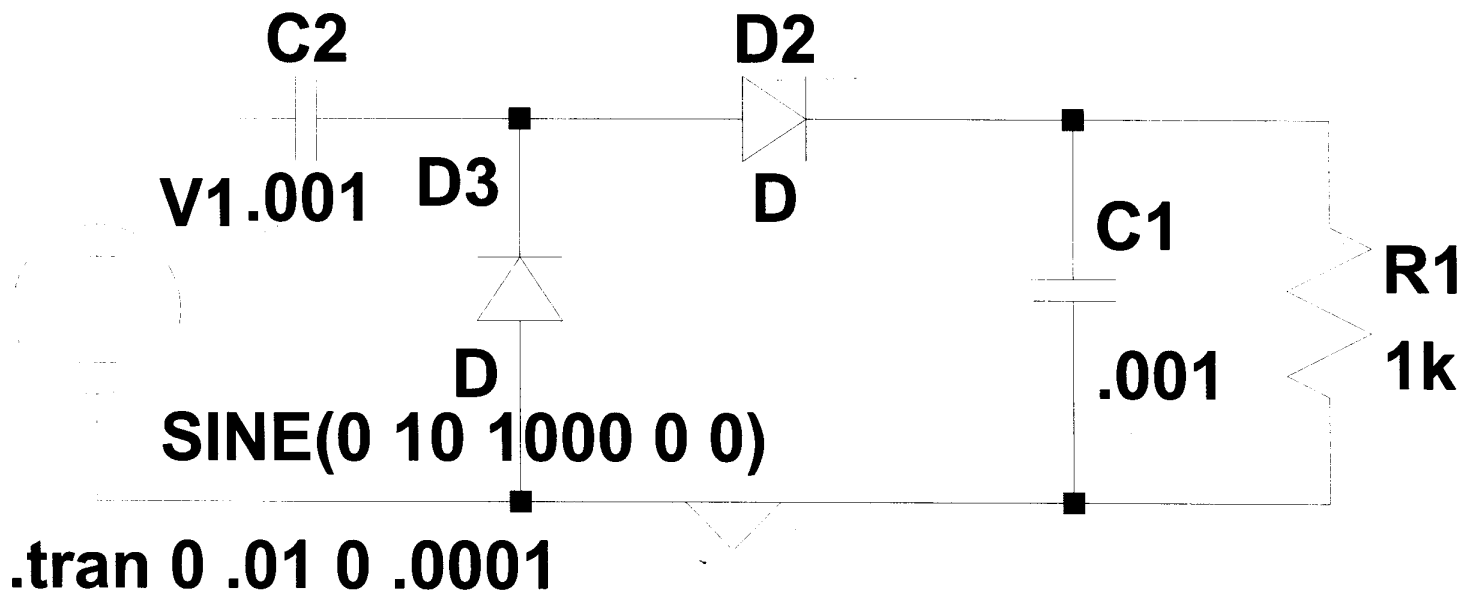 C2
D2
V1
.001
D3
D
C1
R1
D
.001
1k
SINE(0 10 1000 0 0)
.tran 0 .01 0 .0001